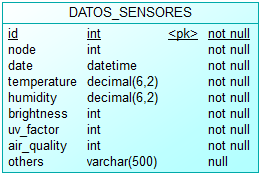 DATOS_SENSORES
id int <pk> not null
node int not null
date datetime not null
temperature decimal(6,2) not null
humidity decimal(6,2) not null
brightness int not null
uv_factor int not null
air_quality int not null
others varchar(500) null